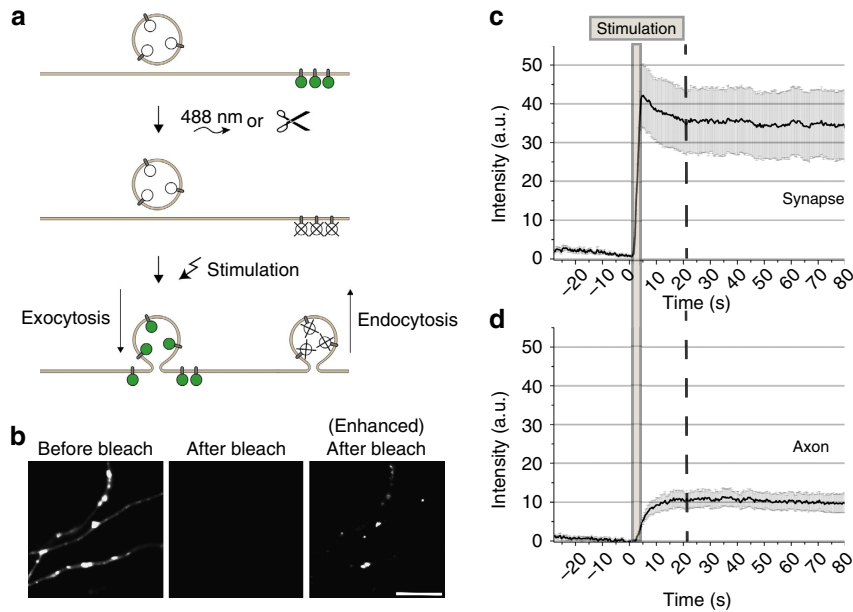 a
488 nm or
Stimulation
Exocytosis
Endocytosis
b
Before bleach
After bleach
(Enhanced)
After bleach
c
Stimulation
50
40
30
20
10
0
Intensity (a.u.)
Synapse
–20
–10
0
10
20
30
40
50
60
70
80
Time (s)
d
50
40
30
20
10
0
Intensity (a.u.)
Axon
–20
–10
0
10
20
30
40
50
60
70
80
Time (s)